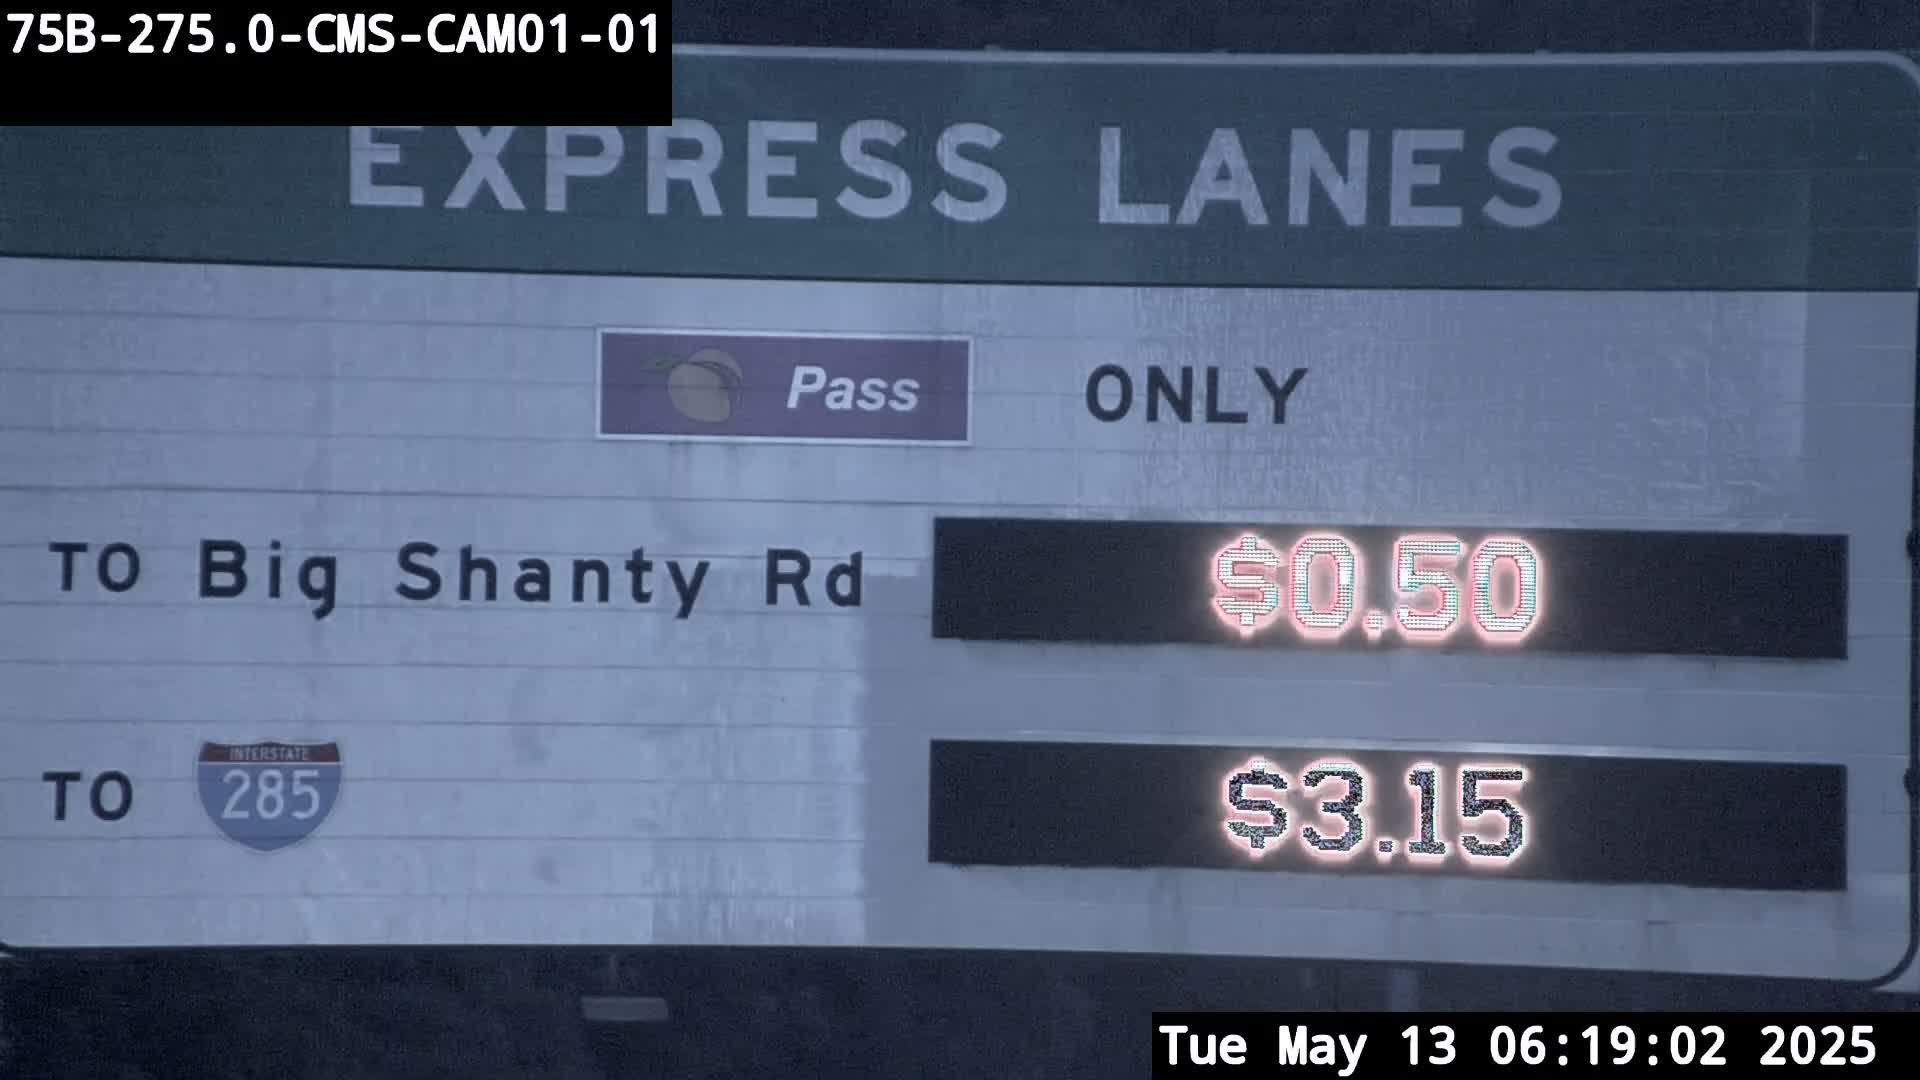 75B-275.0-CMS-CAM01-01
EXPRESS LANES
Pass ONLY
TO Big Shanty Rd $0.50
INTERSTATE
TO 285 $3.15
Tue May 13 06:19:02 2025